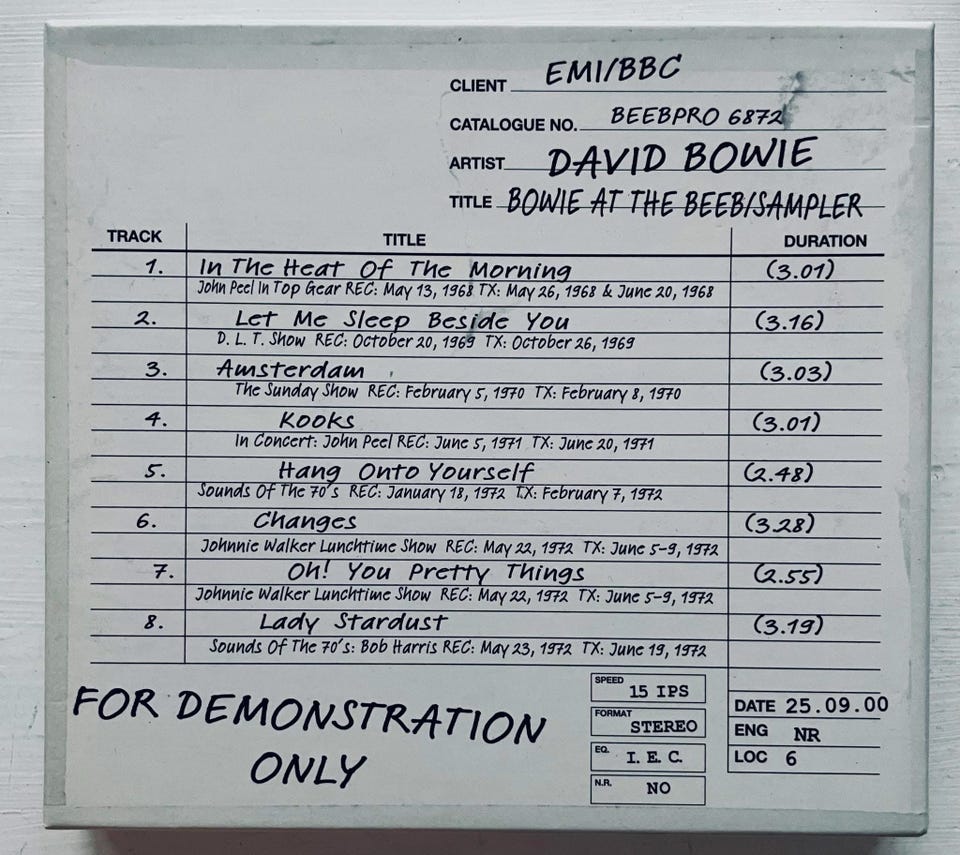 CLIENT EMI/BBC
CATALOGUE NO. BEEBPRO 6872
ARTIST DAVID BOWIE
TITLE BOWIE AT THE BEEB/SAMPLER
TRACK TITLE DURATION
1. In The Heat Of The Morning (3.01)
John Peel In Top Gear REC: May 13, 1968 TX: May 26, 1968 & June 20, 1968
2. Let Me Sleep Beside You (3.16)
D. L. T. Show REC: October 20, 1969 TX: October 26, 1969
3. Amsterdam (3.03)
The Sunday Show REC: February 5, 1970 TX: February 8, 1970
4. Kooks (3.01)
In Concert: John Peel REC: June 5, 1971 TX: June 20, 1971
5. Hang Onto Yourself (2.48)
Sounds Of The 70's REC: January 18, 1972 TX: February 7, 1972
6. Changes (3.28)
Johnnie Walker Lunchtime Show REC: May 22, 1972 TX: June 5-9, 1972
7. Oh! You Pretty Things (2.55)
Johnnie Walker Lunchtime Show REC: May 22, 1972 TX: June 5-9, 1972
8. Lady Stardust (3.19)
Sounds Of The 70's: Bob Harris REC: May 23, 1972 TX: June 19, 1972
FOR DEMONSTRATION
ONLY
SPEED 15 IPS
FORMAT STEREO
EQ. I. E. C.
N.R. NO
DATE 25.09.00
ENG NR
LOC 6